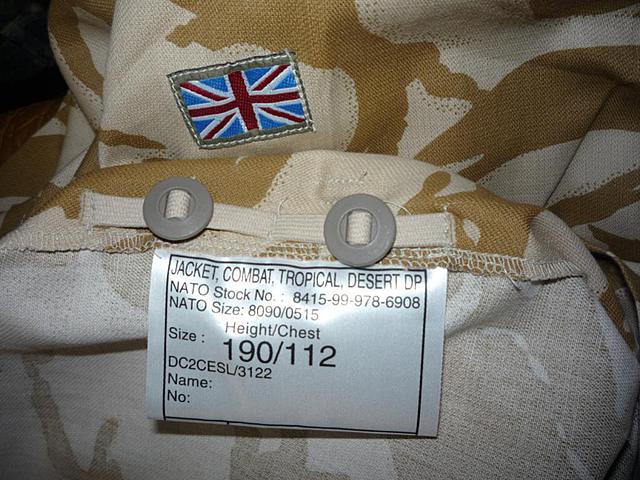 JACKET, COMBAT, TROPICAL, DESERT DP
NATO Stock No. : 8415-99-978-6908
NATO Size: 8090/0515
Height/Chest
Size : 190/112
DC2CESL/3122
Name:
No: